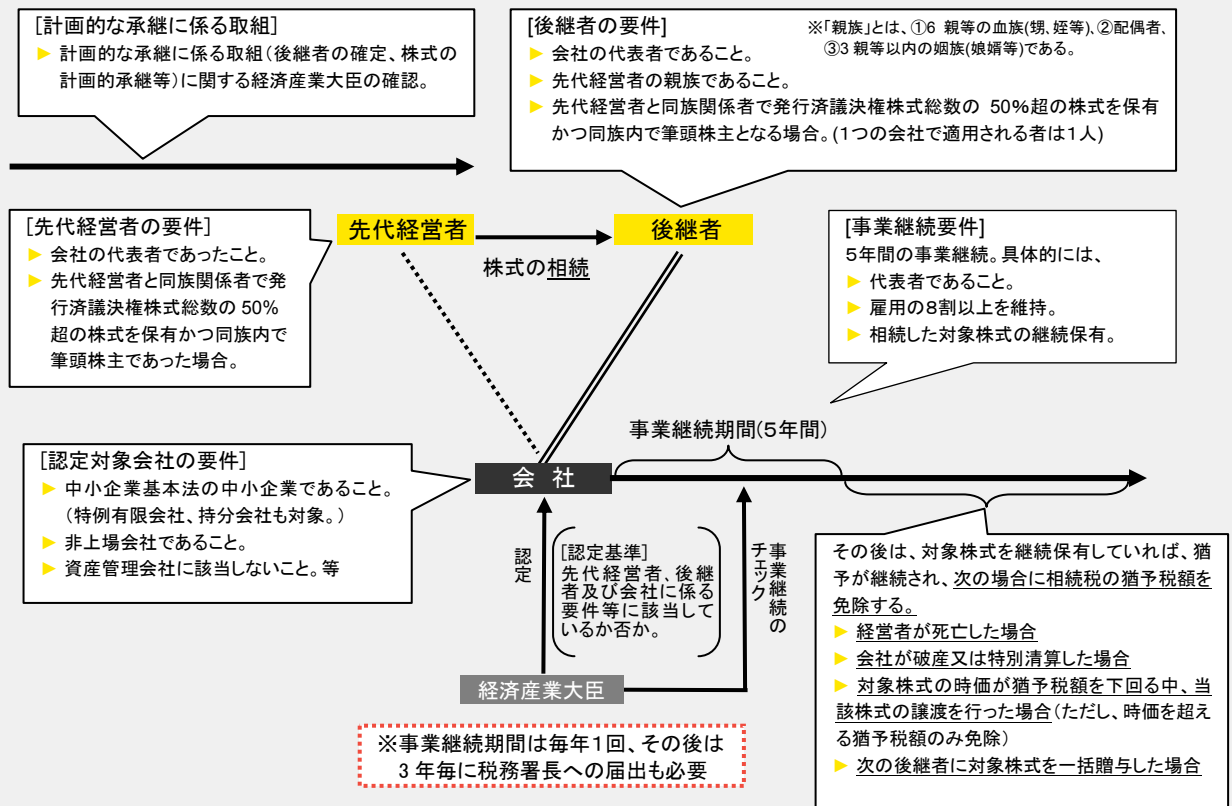 [計画的な承継に係る取組]
▶ 計画的な承継に係る取組(後継者の確定、株式の
計画的承継等)に関する経済産業大臣の確認。
[後継者の要件]
※「親族」とは、①6 親等の血族(甥、姪等)、②配偶者、
③3 親等以内の姻族(娘婿等)である。
▶ 会社の代表者であること。
▶ 先代経営者の親族であること。
▶ 先代経営者と同族関係者で発行済議決権株式総数の 50%超の株式を保有
かつ同族内で筆頭株主となる場合。(1つの会社で適用される者は1人)
[先代経営者の要件]
▶ 会社の代表者であったこと。
▶ 先代経営者と同族関係者で発
行済議決権株式総数の 50%
超の株式を保有かつ同族内で
筆頭株主であった場合。
先代経営者
後継者
株式の相続
[事業継続要件]
5年間の事業継続。具体的には、
▶ 代表者であること。
▶ 雇用の8割以上を維持。
▶ 相続した対象株式の継続保有。
[認定対象会社の要件]
▶ 中小企業基本法の中小企業であること。
(特例有限会社、持分会社も対象。)
▶ 非上場会社であること。
▶ 資産管理会社に該当しないこと。等
事業継続期間(5年間)
会 社
認定
[認定基準]
先代経営者、後継
者及び会社に係る
要件等に該当して
いるか否か。
事業継続の
チェック
経済産業大臣
その後は、対象株式を継続保有していれば、猶
予が継続され、次の場合に相続税の猶予税額を
免除する。
▶ 経営者が死亡した場合
▶ 会社が破産又は特別清算した場合
▶ 対象株式の時価が猶予税額を下回る中、当
該株式の譲渡を行った場合(ただし、時価を超え
る猶予税額のみ免除)
▶ 次の後継者に対象株式を一括贈与した場合
※事業継続期間は毎年1回、その後は
3 年毎に税務署長への届出も必要